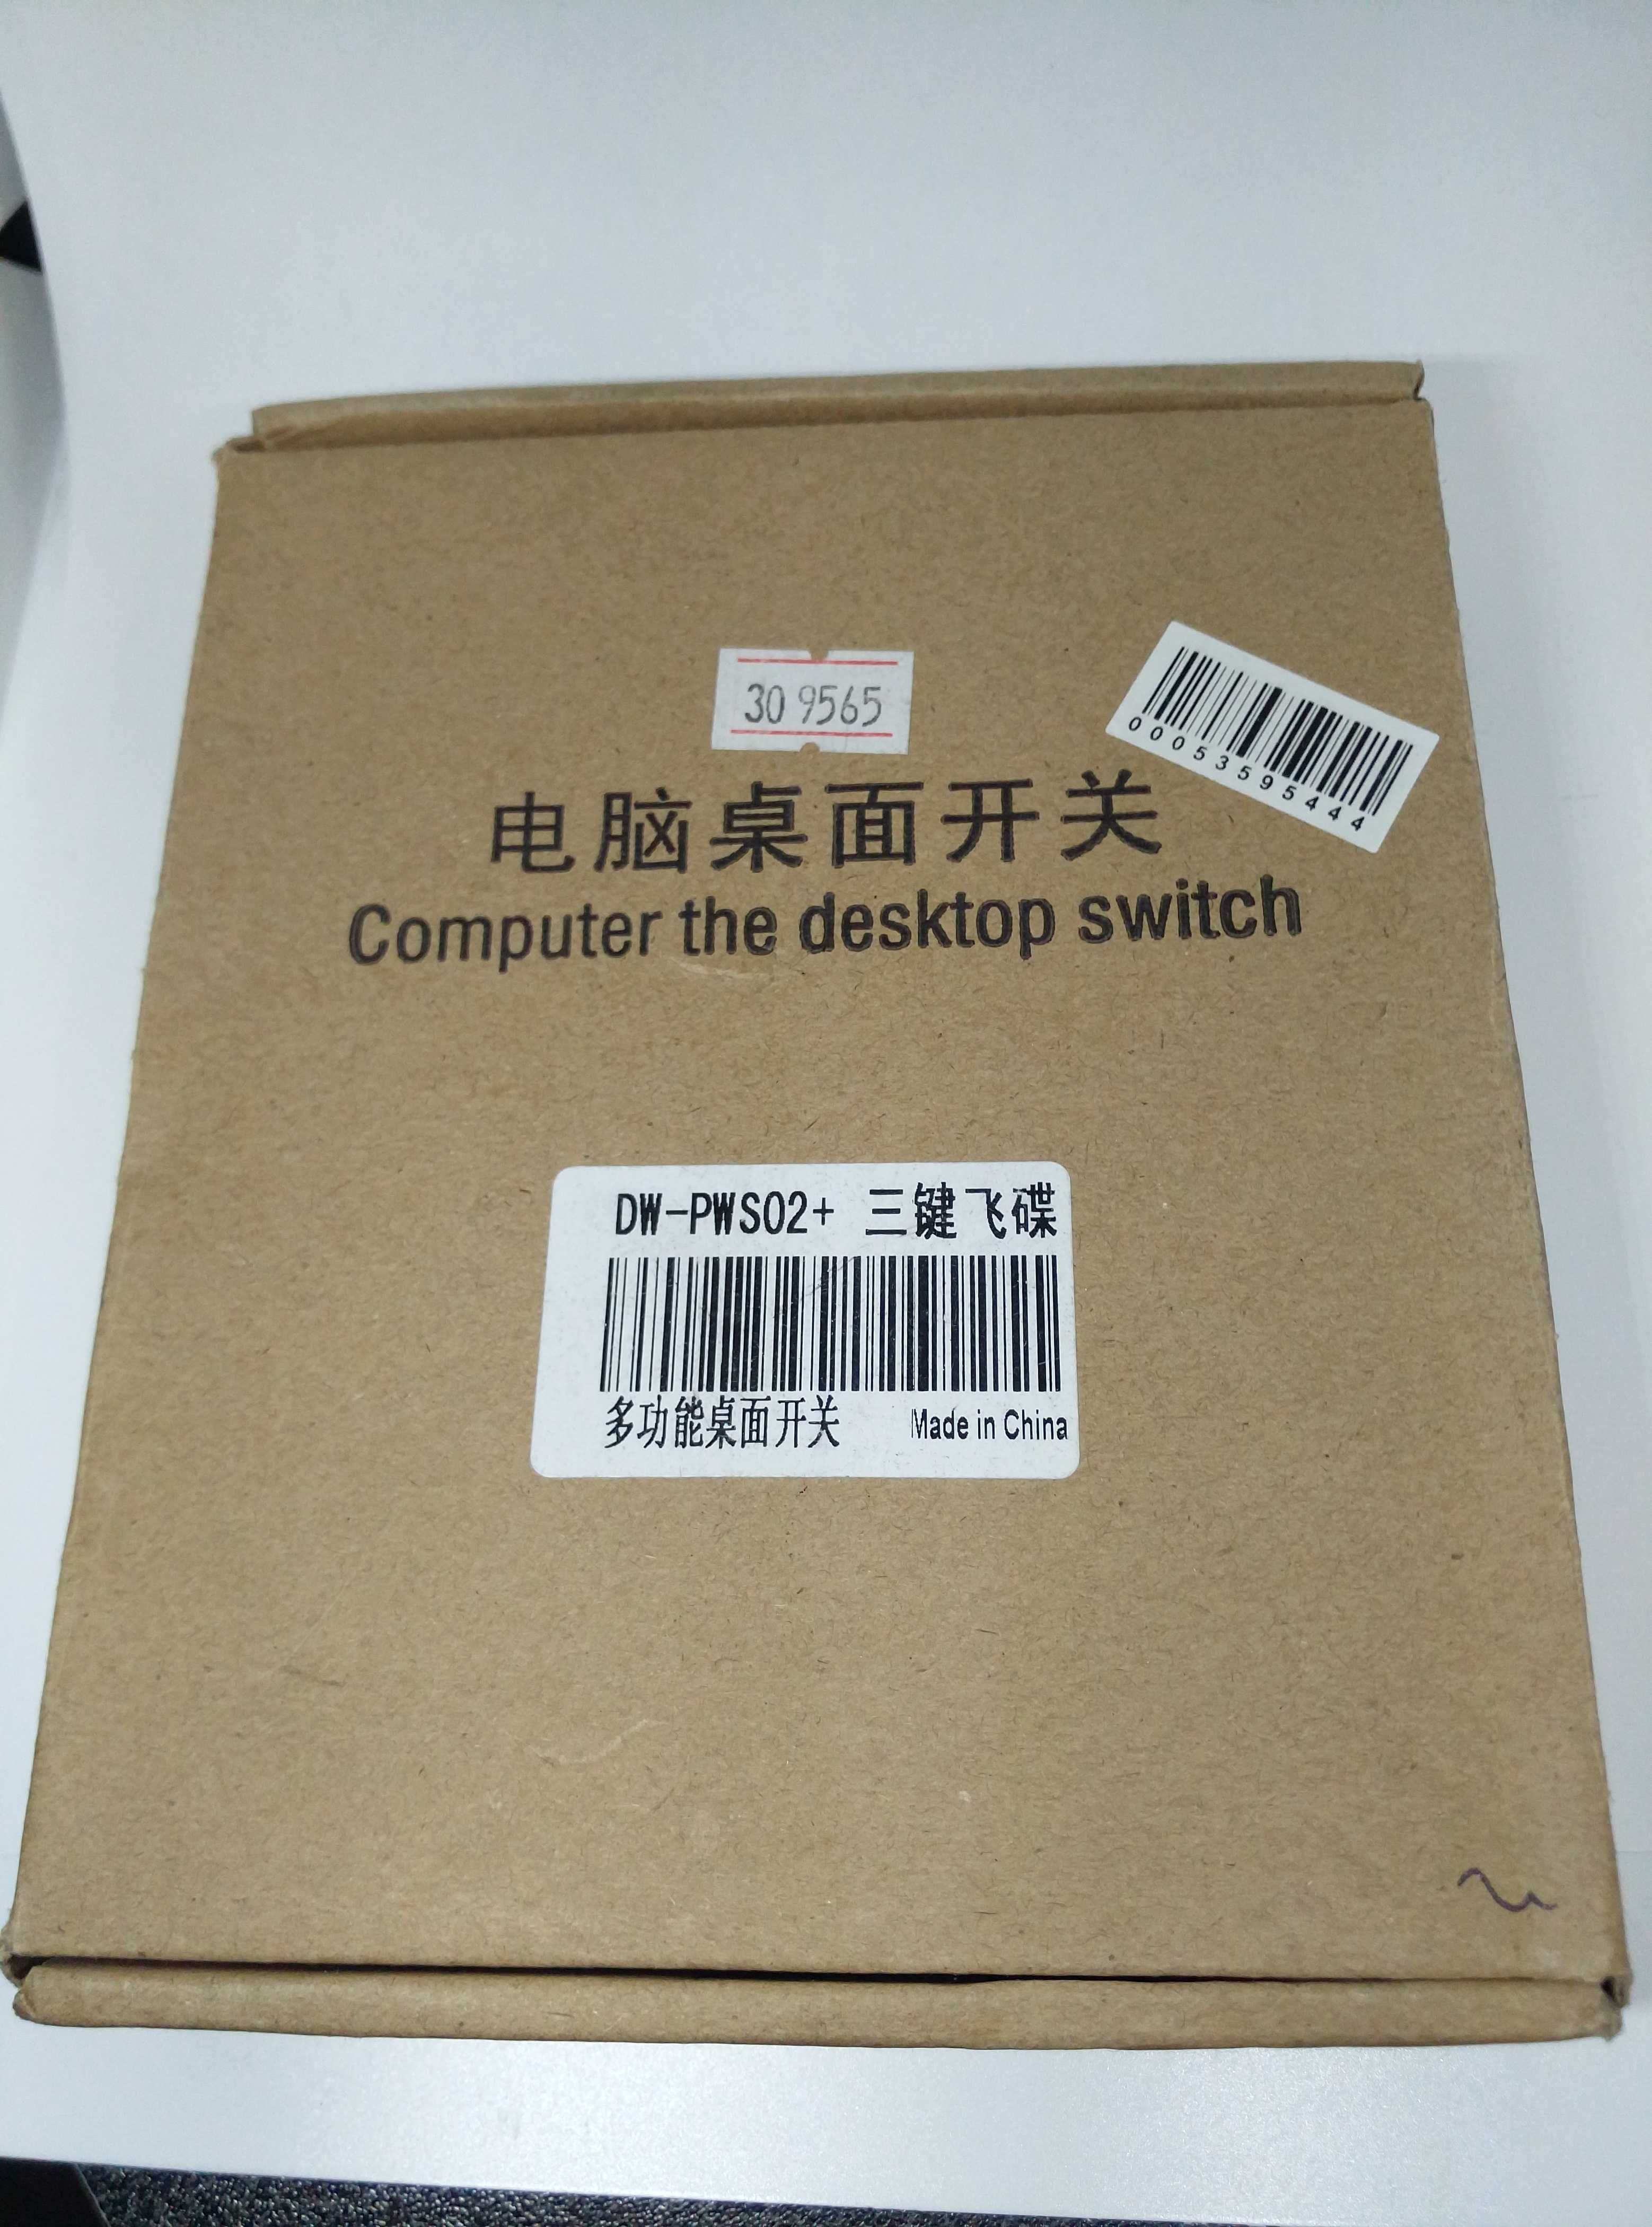 30 9565
00053595444
电脑桌面开关
Computer the desktop switch
DW-PWS02+ 三键飞碟
多功能桌面开关 Made in China